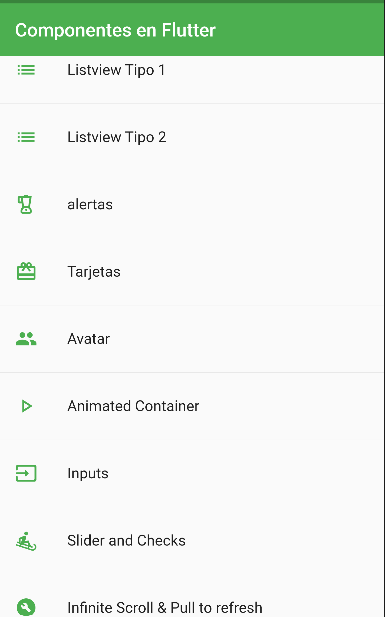 Componentes en Flutter
Listview Tipo 1
Listview Tipo 2
alertas
Tarjetas
Avatar
Animated Container
Inputs
Slider and Checks
Infinite Scroll & Pull to refresh